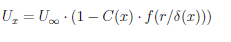 U_x = U_∞ · (1 − C(x) · f(r/δ(x)))